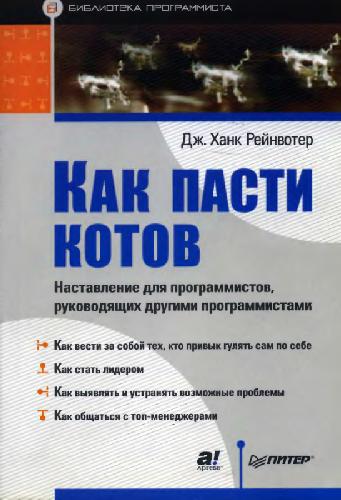 БИБЛИОТЕКА ПРОГРАММИСТА
Дж. Ханк Рейнвотер
КАК ПАСТИ
КОТОВ
Наставление для программистов,
руководящих другими программистами
Как вести за собой тех, кто привык гулять сам по себе
Как стать лидером
Как выявлять и устранять возможные проблемы
Как общаться с топ-менеджерами
a!
Apress™
ПИТЕР®